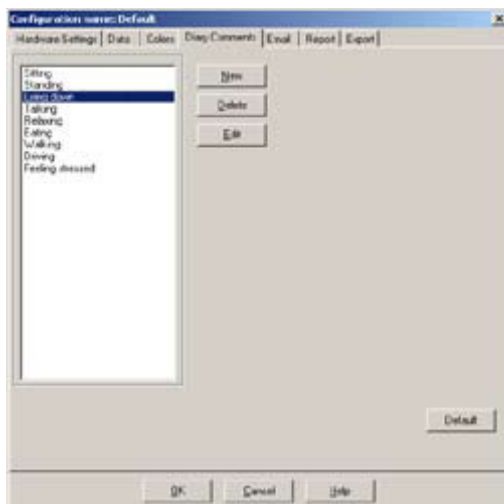 Configuration name: Default
Hardware Settings Data Colors Diary Comments Email Report Export
Sitting
New
Standing
Lying down
Talking
Delete
Relaxing
Eating
Edit
Walking
Driving
Feeling stressed
Default
OK Cancel Help